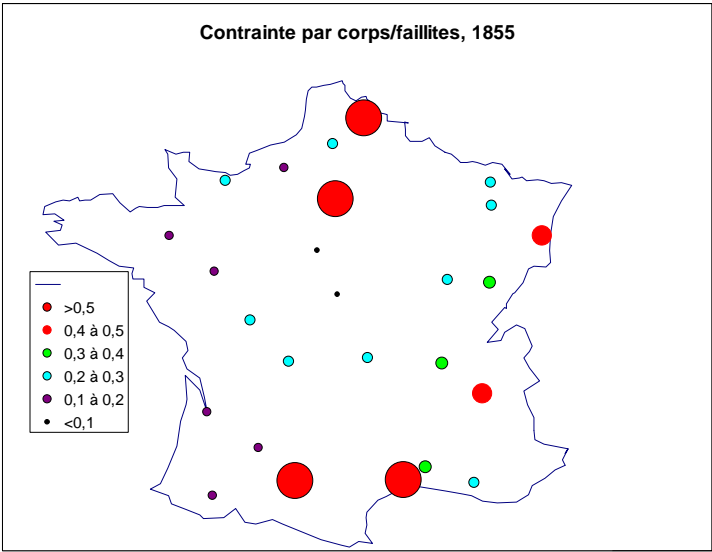 Contrainte par corps/faillites, 1855
>0,5
0,4 à 0,5
0,3 à 0,4
0,2 à 0,3
0,1 à 0,2
<0,1